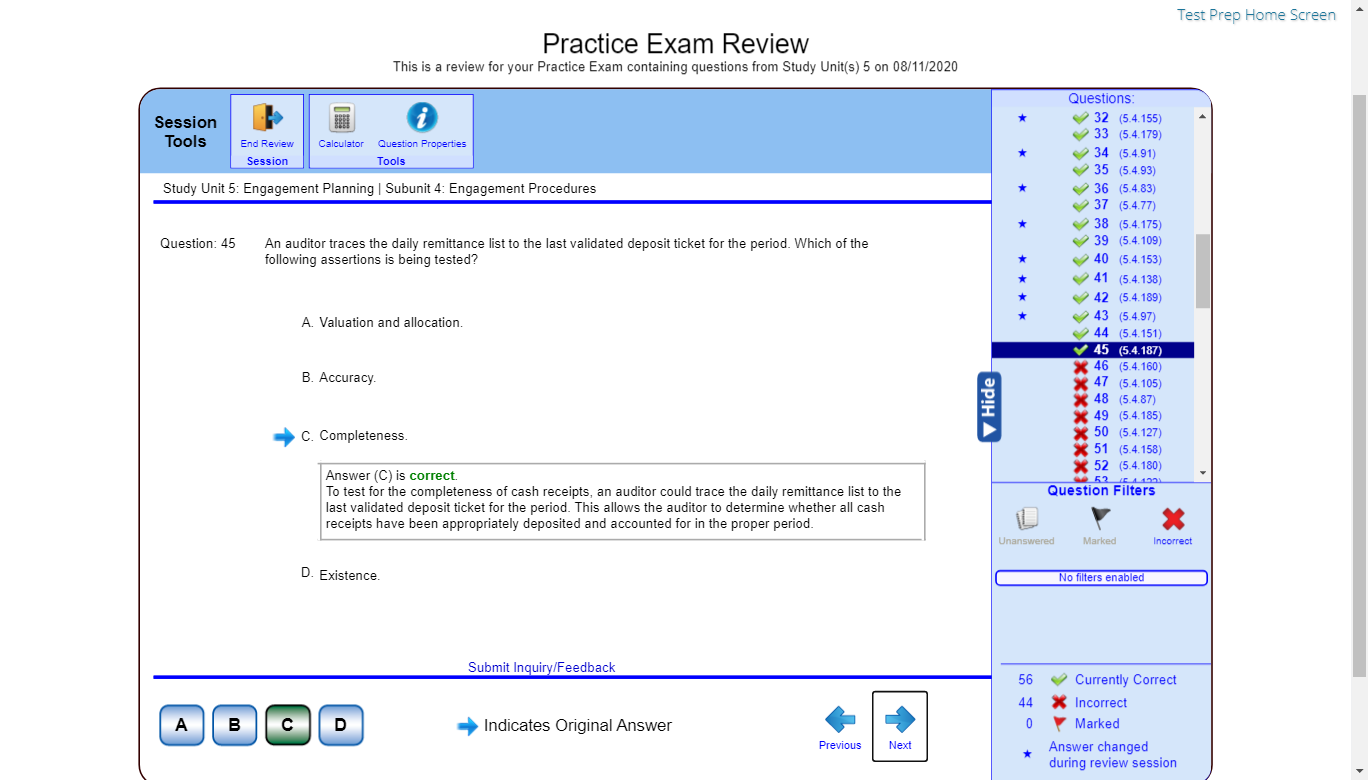 Test Prep Home Screen
Practice Exam Review
This is a review for your Practice Exam containing questions from Study Unit(s) 5 on 08/11/2020
Session Tools
End Review
Session
Calculator
Question Properties
Tools
Study Unit 5: Engagement Planning | Subunit 4: Engagement Procedures
Question: 45
An auditor traces the daily remittance list to the last validated deposit ticket for the period. Which of the
following assertions is being tested?
A. Valuation and allocation.
B. Accuracy.
C. Completeness.
Answer (C) is correct.
To test for the completeness of cash receipts, an auditor could trace the daily remittance list to the
last validated deposit ticket for the period. This allows the auditor to determine whether all cash
receipts have been appropriately deposited and accounted for in the proper period.
D. Existence.
Submit Inquiry/Feedback
A B C D
Indicates Original Answer
Previous
Next
Questions:
32 (5.4.155)
33 (5.4.179)
34 (5.4.91)
35 (5.4.93)
36 (5.4.83)
37 (5.4.77)
38 (5.4.175)
39 (5.4.109)
40 (5.4.153)
41 (5.4.138)
42 (5.4.189)
43 (5.4.97)
44 (5.4.151)
45 (5.4.187)
46 (5.4.160)
47 (5.4.105)
48 (5.4.87)
49 (5.4.185)
50 (5.4.127)
51 (5.4.158)
52 (5.4.180)
Hide
Question Filters
Unanswered
Marked
Incorrect
No filters enabled
56 Currently Correct
44 Incorrect
0 Marked
Answer changed
during review session